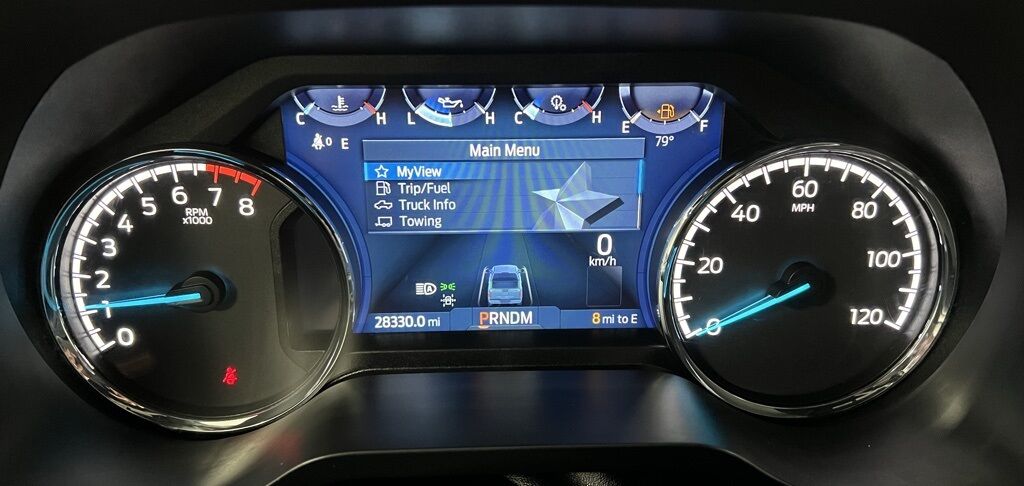 C H L H C H E F
0 E 79°
Main Menu
MyView
Trip/Fuel
Truck Info
Towing
0
km/h
A
28330.0 mi PRNDM 8 mi to E
0 1 2 3 4 5 6 7 8
RPM
x1000
0 20 40 60 80 100 120
MPH